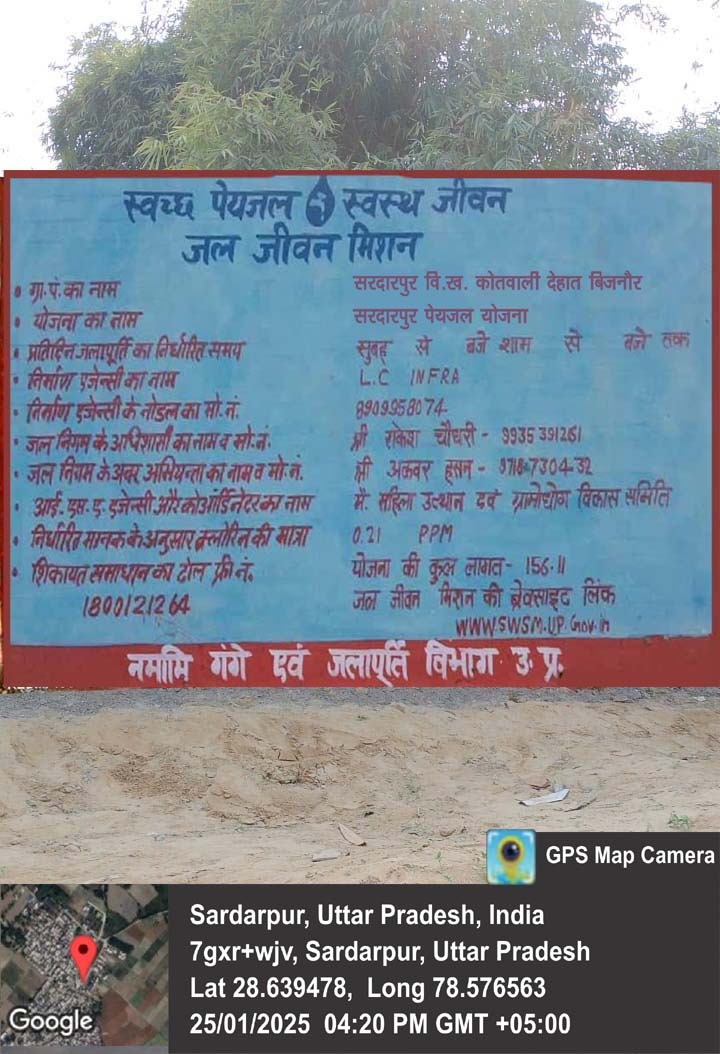 स्वच्छ पेयजल स्वस्थ जीवन
जल जीवन मिशन
• ग्रा.पं.का नाम सरदारपुर वि.ख. कोतवाली देहात बिजनौर
• योजना का नाम सरदारपुर पेयजल योजना
• प्रतिदिन जलापूर्ति का निर्धारित समय सुबह से बजे शाम से बजे तक
• निर्माण एजेन्सी का नाम L.C INFRA
• निर्माण एजेन्सी के नोडल का मो.नं. 8909958074
• जल निगम के अधिशासी का नाम व मो.नं. श्री राकेश चौधरी - 9935391261
• जल निगम के अवर अभियन्ता का नाम व मो.नं. श्री अकबर हसन - 9718730432
• आई.एस.ए. एजेन्सी और कोऑर्डिनेटर का नाम मै. महिला उत्थान एवं ग्रामोद्योग विकास समिति
• निर्धारित मानक के अनुसार क्लोरिन की मात्रा 0.21 PPM
• शिकायत समाधान का टोल फ्री नं. योजना की कुल लागत - 156.11
18001212​64 जल जीवन मिशन की वेबसाइट लिंक
WWW.SWSM.UP.Gov.in
नमामि गंगे एवं जलापूर्ति विभाग उ.प्र.
GPS Map Camera
Sardarpur, Uttar Pradesh, India
7gxr+wjv, Sardarpur, Uttar Pradesh
Lat 28.639478, Long 78.576563
25/01/2025 04:20 PM GMT +05:00
Google